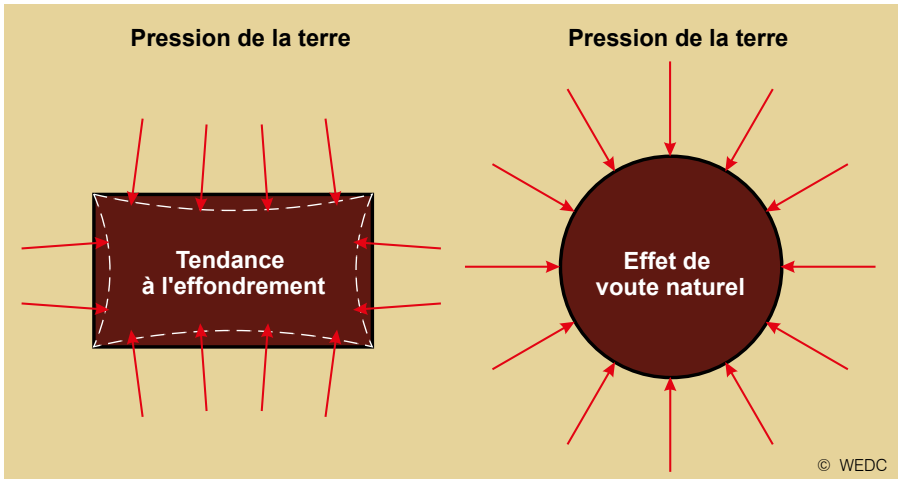 Pression de la terre
Pression de la terre
Tendance
à l'effondrement
Effet de
voute naturel
© WEDC